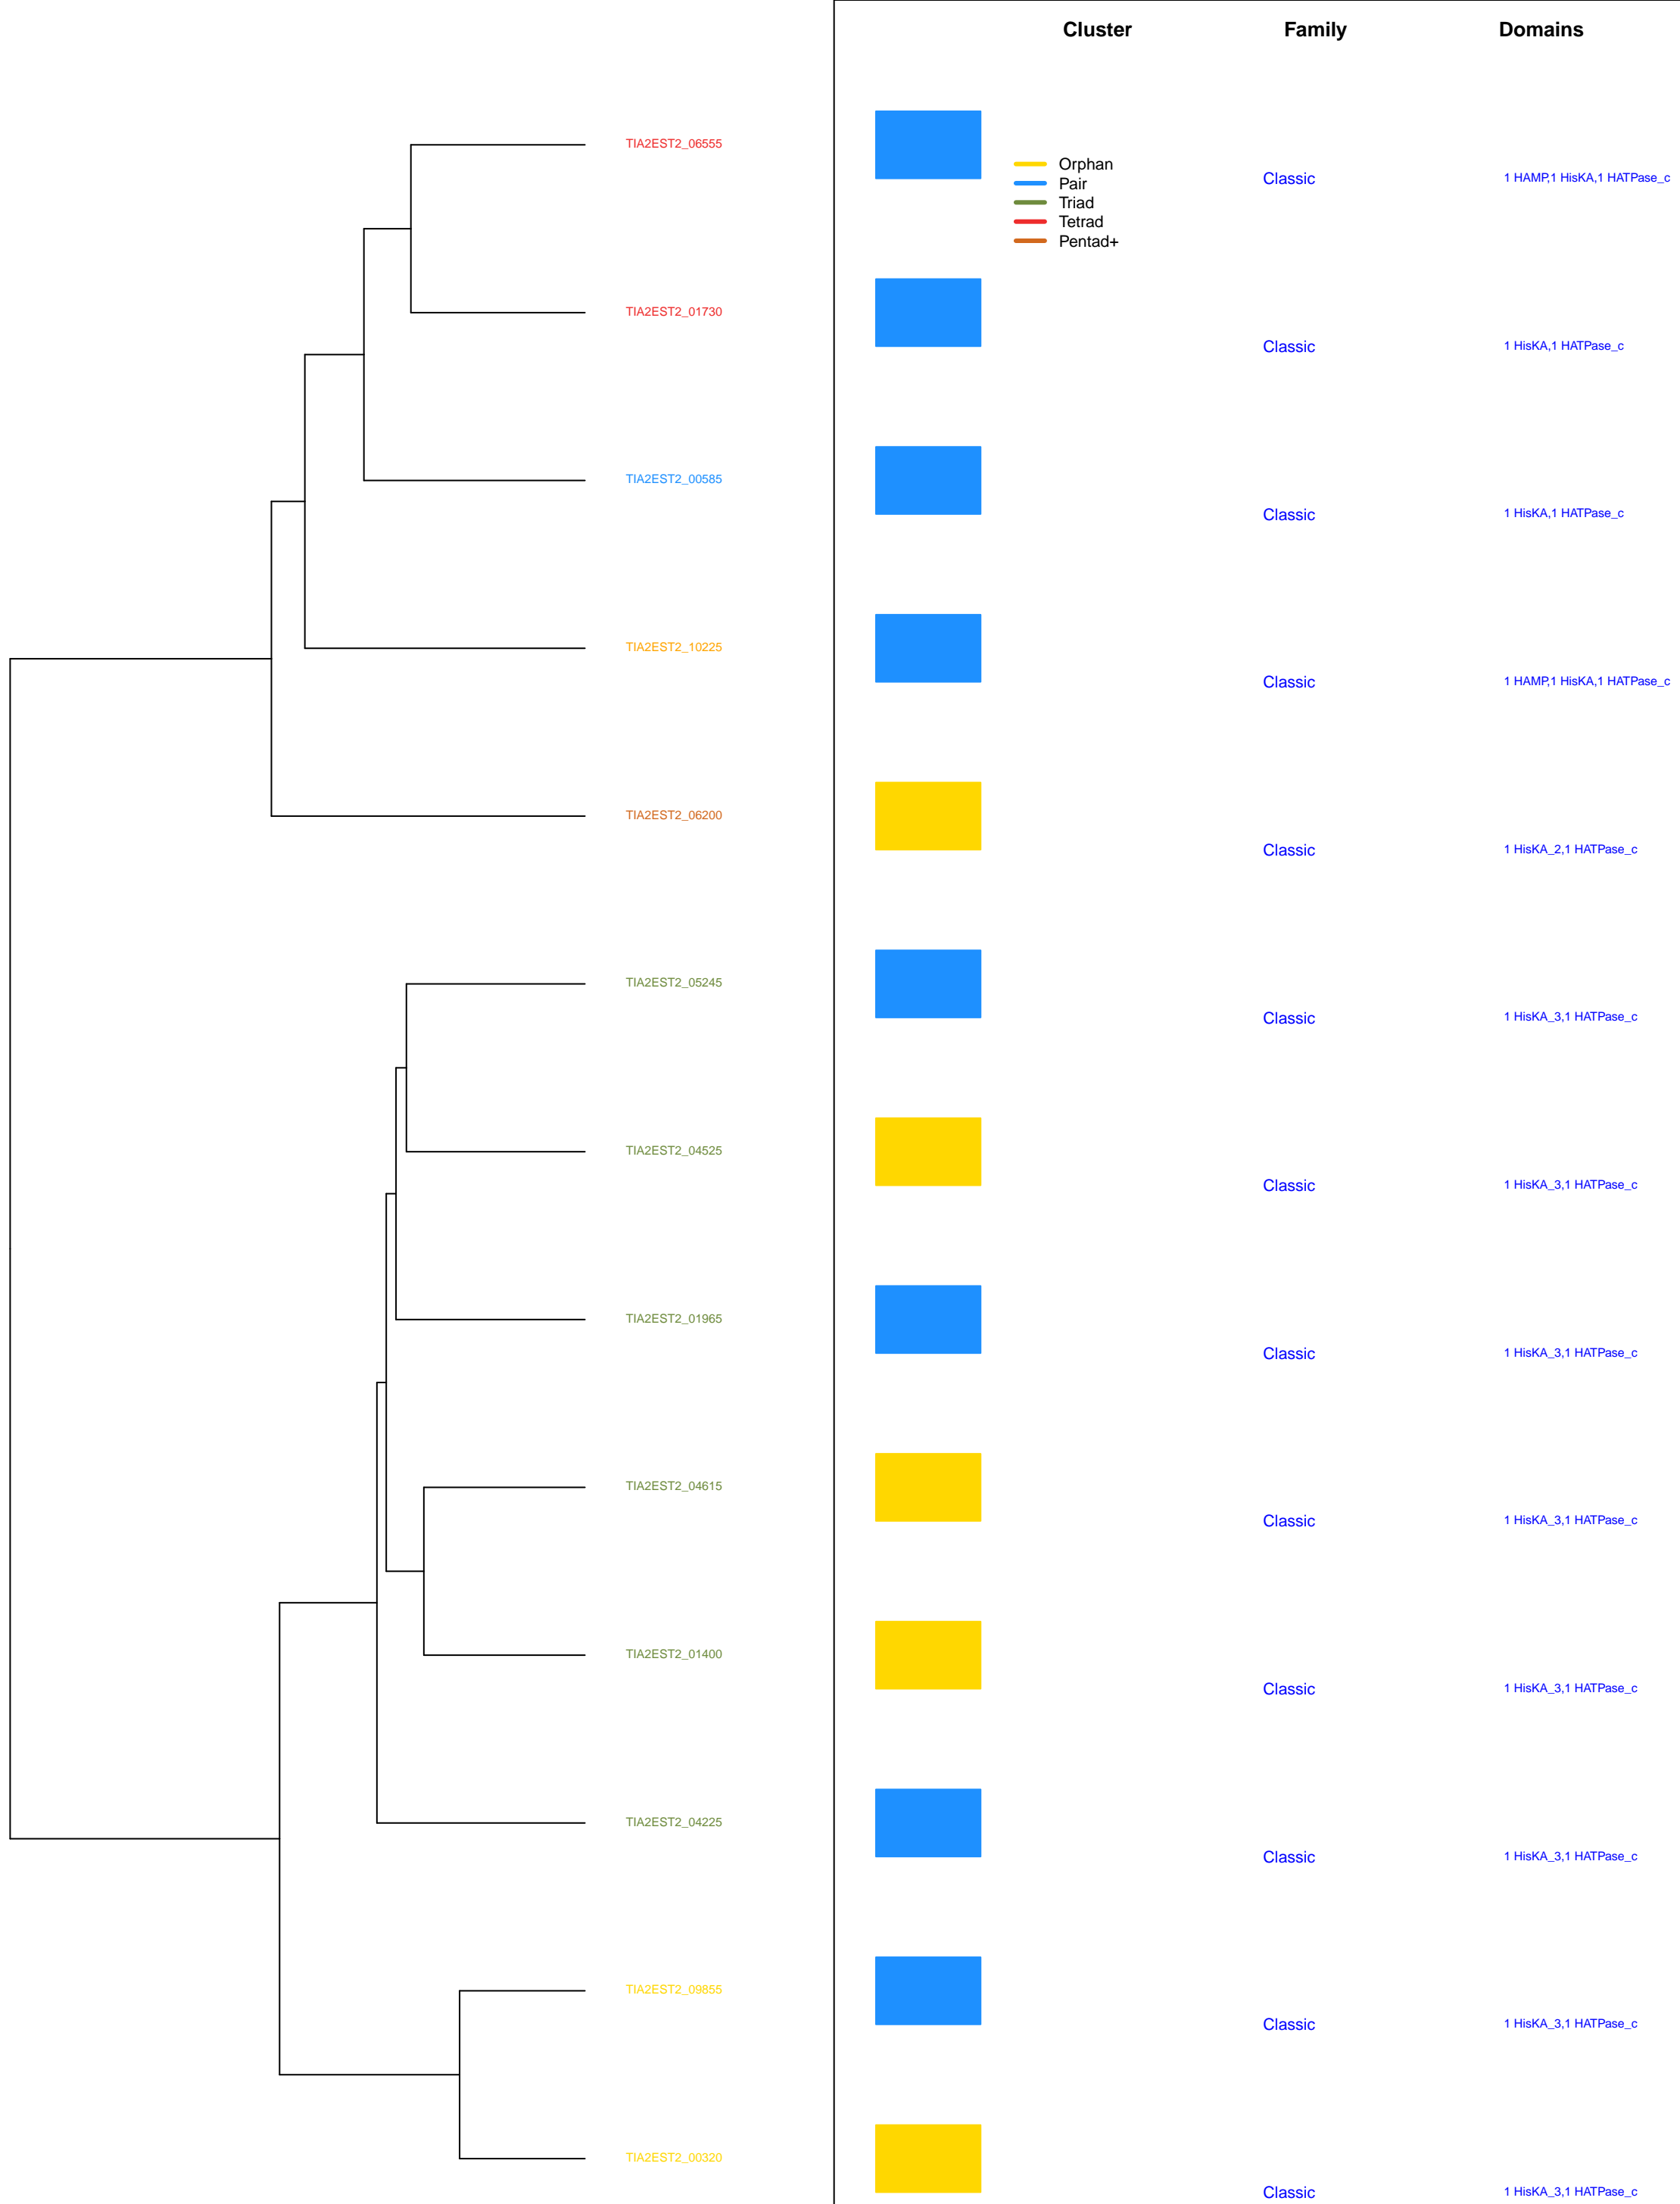 Cluster Family Domains
TIA2EST2_06555
Orphan
Pair
Triad
Tetrad
Pentad+
Classic 1 HAMP,1 HisKA,1 HATPase_c
TIA2EST2_01730
Classic 1 HisKA,1 HATPase_c
TIA2EST2_00585
Classic 1 HisKA,1 HATPase_c
TIA2EST2_10225
Classic 1 HAMP,1 HisKA,1 HATPase_c
TIA2EST2_06200
Classic 1 HisKA_2,1 HATPase_c
TIA2EST2_05245
Classic 1 HisKA_3,1 HATPase_c
TIA2EST2_04525
Classic 1 HisKA_3,1 HATPase_c
TIA2EST2_01965
Classic 1 HisKA_3,1 HATPase_c
TIA2EST2_04615
Classic 1 HisKA_3,1 HATPase_c
TIA2EST2_01400
Classic 1 HisKA_3,1 HATPase_c
TIA2EST2_04225
Classic 1 HisKA_3,1 HATPase_c
TIA2EST2_09855
Classic 1 HisKA_3,1 HATPase_c
TIA2EST2_00320
Classic 1 HisKA_3,1 HATPase_c